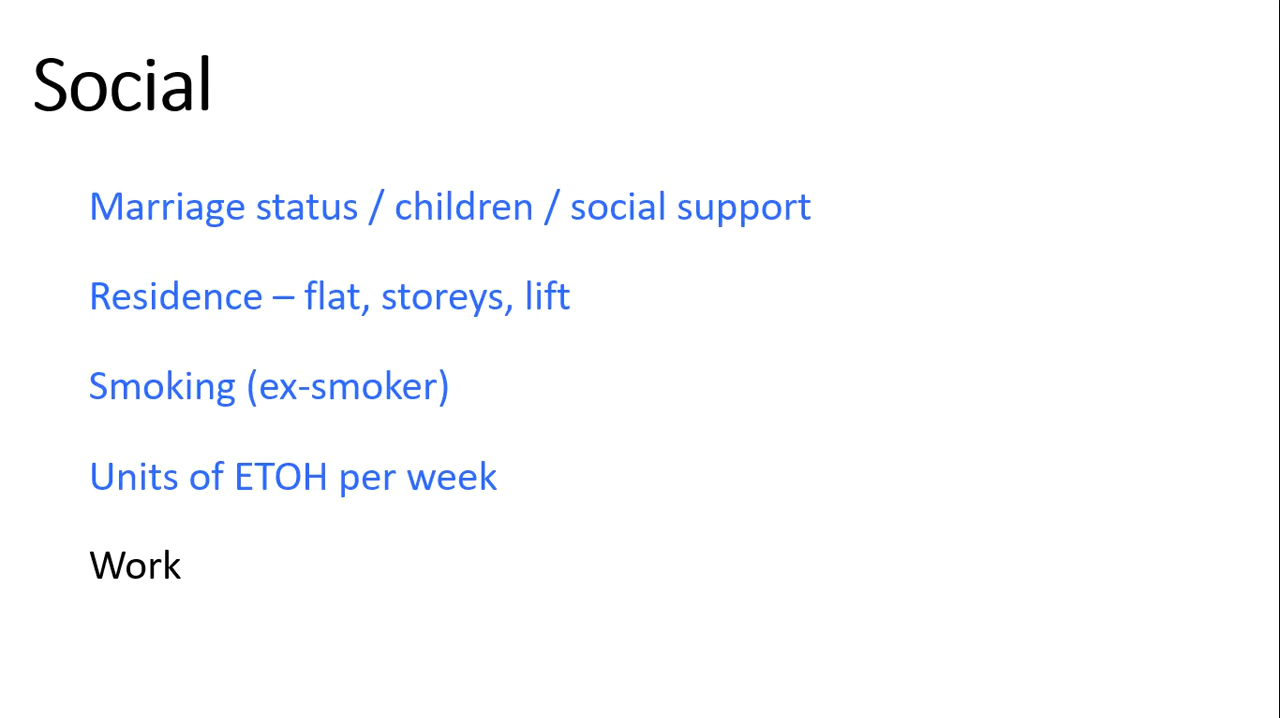 Social
Marriage status / children / social support
Residence – flat, storeys, lift
Smoking (ex-smoker)
Units of ETOH per week
Work